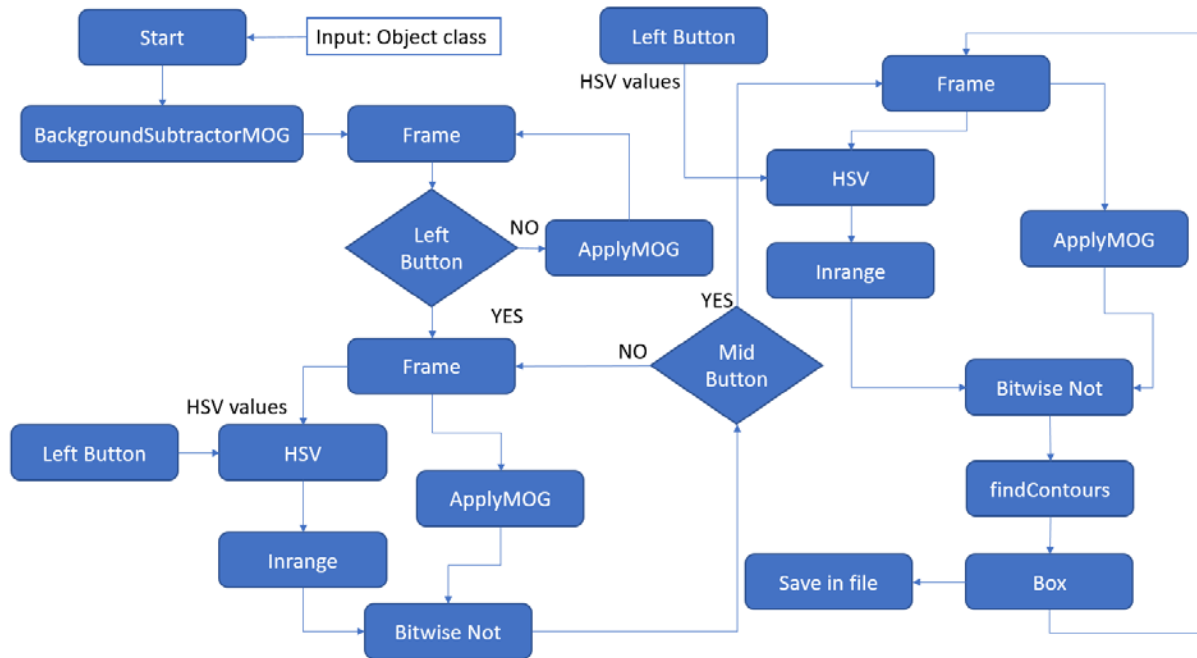 Start
Input: Object class
BackgroundSubtractorMOG
Frame
Left
Button
NO
ApplyMOG
YES
Frame
HSV values
Left Button
HSV
ApplyMOG
Inrange
Bitwise Not
NO
Mid
Button
YES
Left Button
HSV values
Frame
HSV
ApplyMOG
Inrange
Bitwise Not
findContours
Box
Save in file